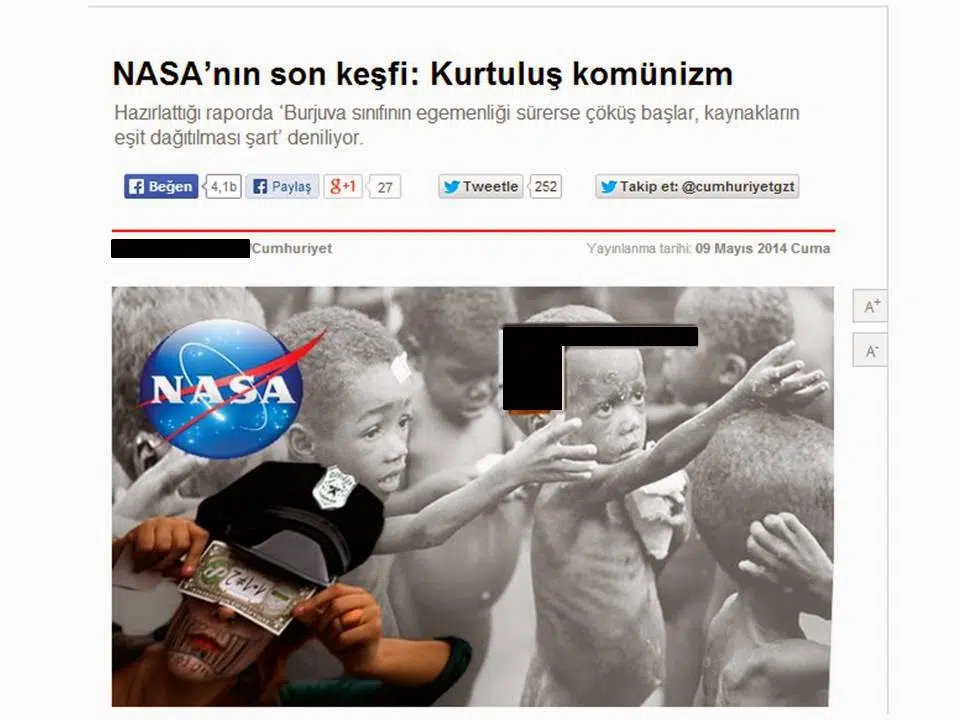 NASA’nın son keşfi: Kurtuluş komünizm
Hazırlattığı raporda ‘Burjuva sınıfının egemenliği sürerse çöküş başlar, kaynakların
eşit dağıtılması şart’ deniliyor.
Beğen 4,1b Paylaş g+1 27 Tweetle 252 Takip et: @cumhuriyetgzt
/Cumhuriyet Yayınlanma tarihi: 09 Mayıs 2014 Cuma
A+
A-
NASA